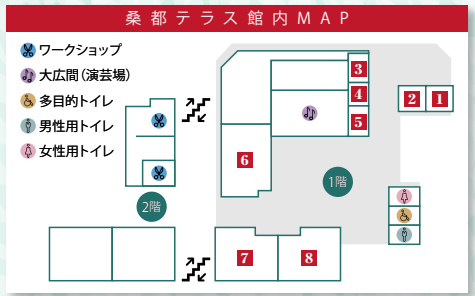 桑都テラス館内MAP
ワークショップ
大広間（演芸場）
多目的トイレ
男性用トイレ
女性用トイレ
3
4
5
2 1
6
1階
2階
7 8